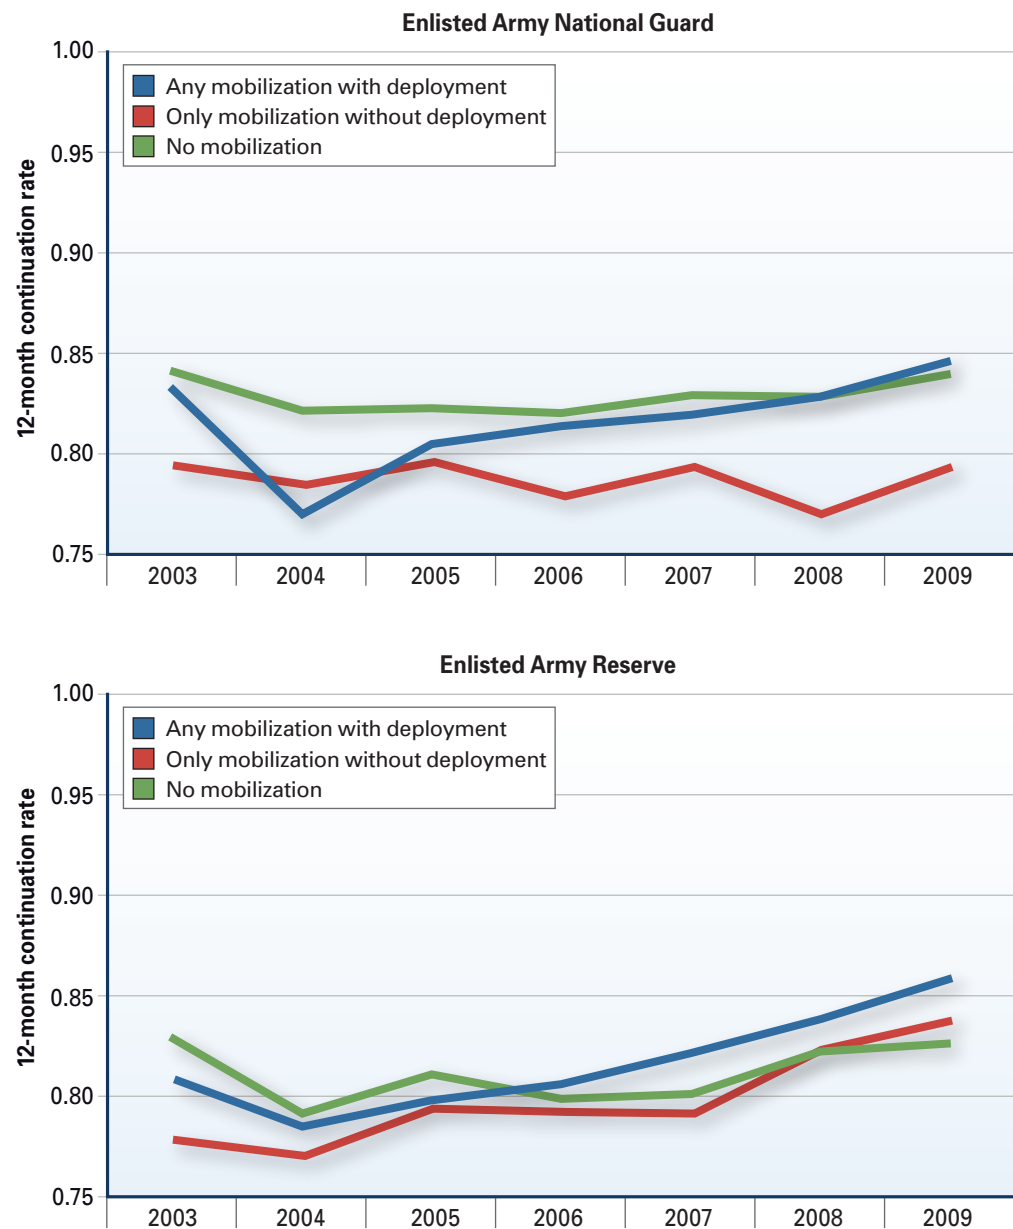 Enlisted Army National Guard
1.00
Any mobilization with deployment
Only mobilization without deployment
No mobilization
0.95
0.90
0.85
0.80
0.75
12-month continuation rate
2003 2004 2005 2006 2007 2008 2009
Enlisted Army Reserve
1.00
Any mobilization with deployment
Only mobilization without deployment
No mobilization
0.95
0.90
0.85
0.80
0.75
12-month continuation rate
2003 2004 2005 2006 2007 2008 2009